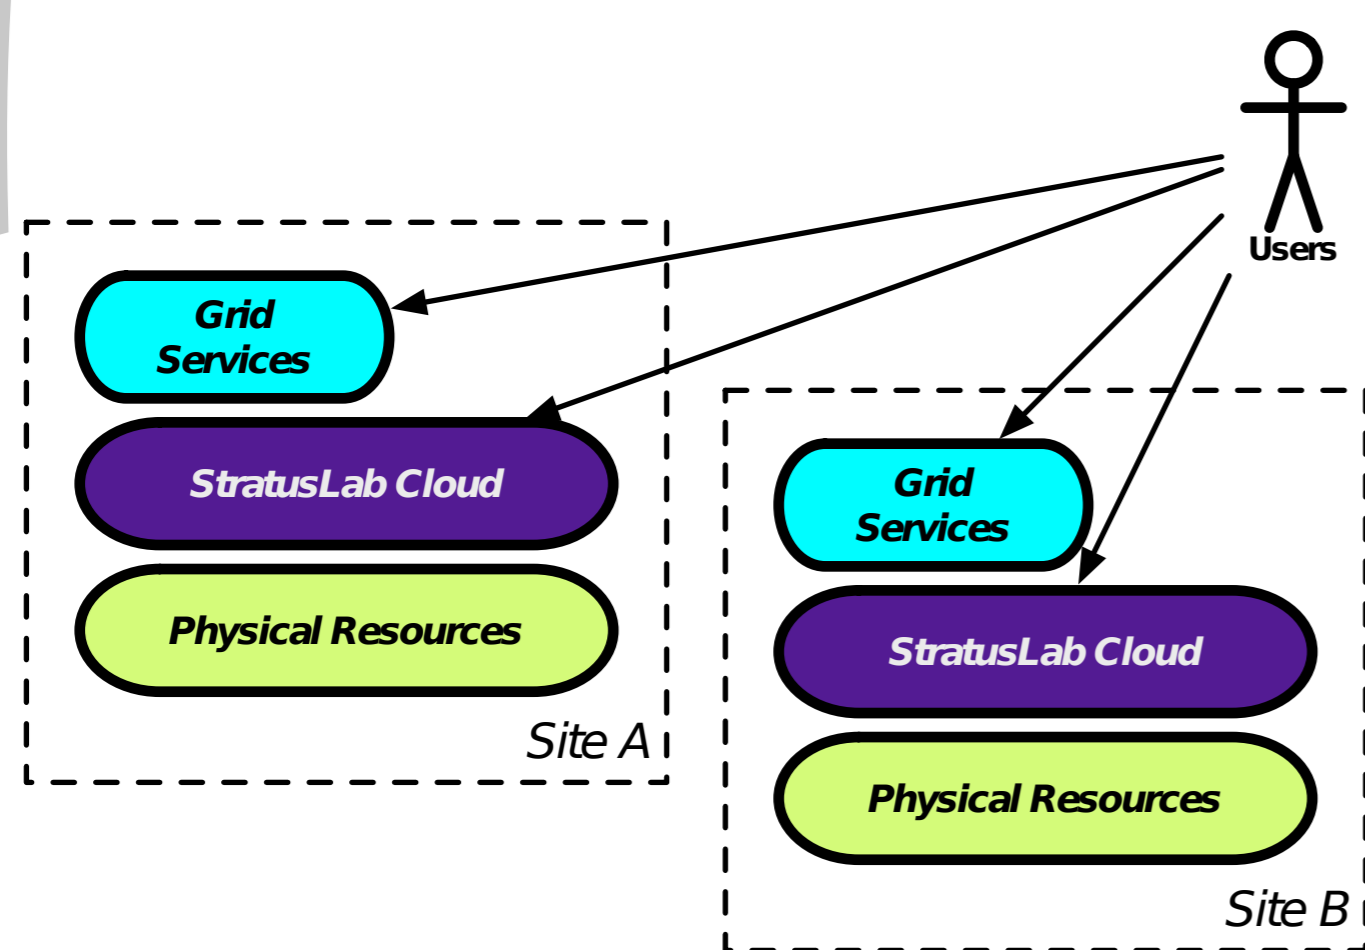 Users
Grid
Services
StratusLab Cloud
Physical Resources
Site A
Grid
Services
StratusLab Cloud
Physical Resources
Site B